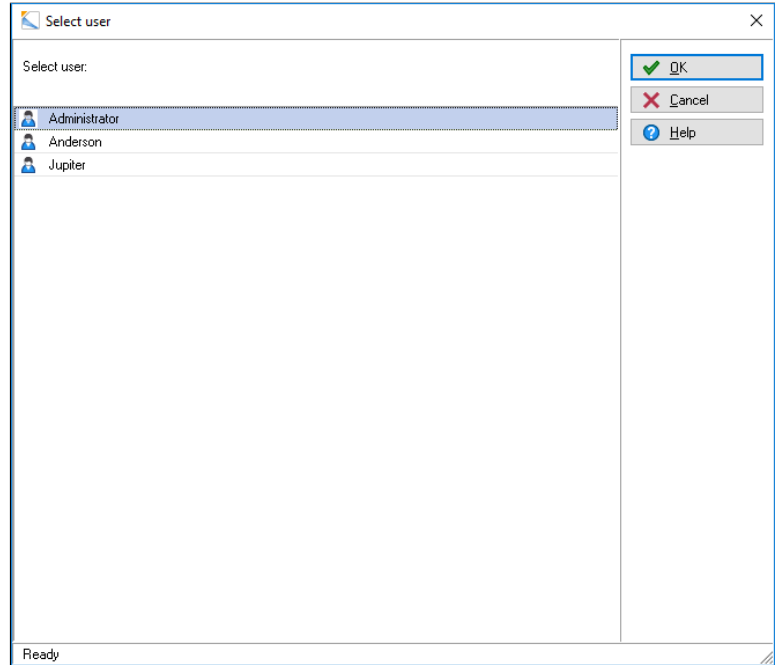 Select user
Select user:
OK
Cancel
Help
Administrator
Anderson
Jupiter
Ready